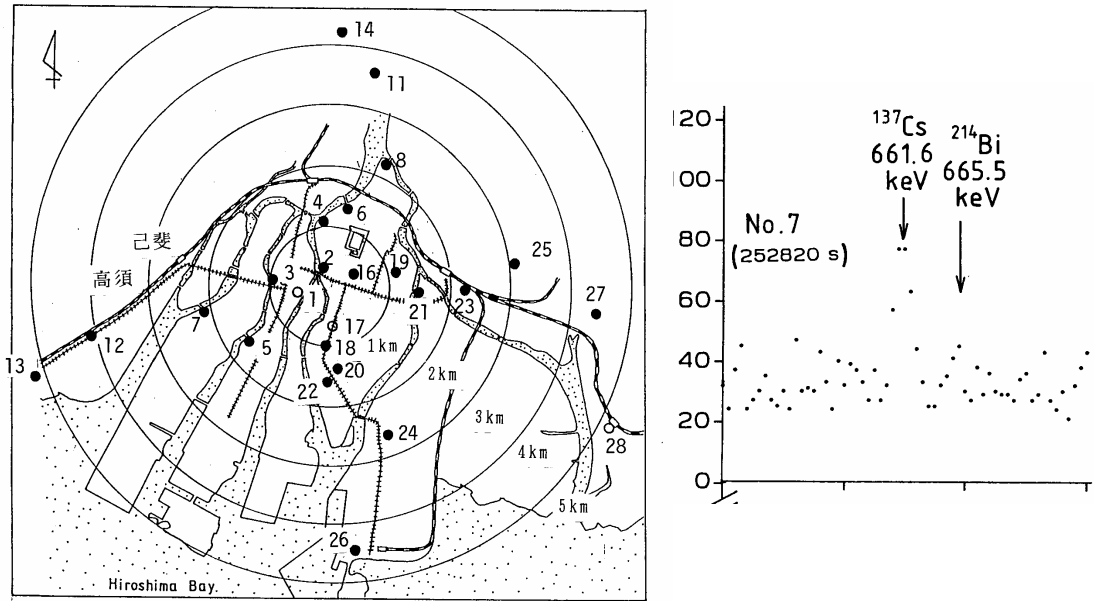 14
11
8
4
6
己斐
25
高須
2
19
3
16
1
23
27
21
7
17
12
18
1km
5
13
20
2km
22
3km
24
28
4km
5km
26
Hiroshima Bay
120
137Cs
214Bi
661.6
665.5
keV
keV
100
No.7
(252820 s)
80
60
40
20
0